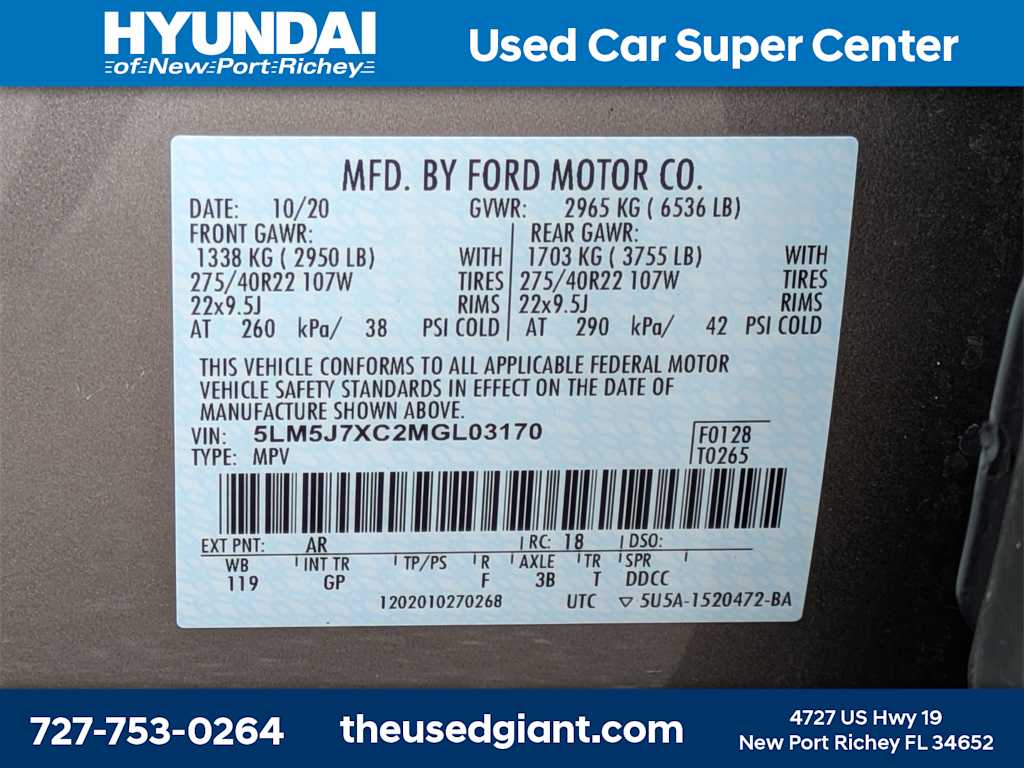 HYUNDAI
of New Port Richey
Used Car Super Center
MFD. BY FORD MOTOR CO.
DATE: 10/20 GVWR: 2965 KG ( 6536 LB)
FRONT GAWR: REAR GAWR:
1338 KG ( 2950 LB) WITH 1703 KG ( 3755 LB) WITH
275/40R22 107W TIRES 275/40R22 107W TIRES
22x9.5J RIMS 22x9.5J RIMS
AT 260 kPa/ 38 PSI COLD AT 290 kPa/ 42 PSI COLD
THIS VEHICLE CONFORMS TO ALL APPLICABLE FEDERAL MOTOR
VEHICLE SAFETY STANDARDS IN EFFECT ON THE DATE OF
MANUFACTURE SHOWN ABOVE.
VIN: 5LM5J7XC2MGL03170 F0128
TYPE: MPV T0265
EXT PNT: AR RC: 18 DSO:
WB INT TR TP/PS R AXLE TR SPR
119 GP F 3B T DDCC
1202010270268 UTC ▽ 5U5A-1520472-BA
727-753-0264
theusedgiant.com
4727 US Hwy 19
New Port Richey FL 34652